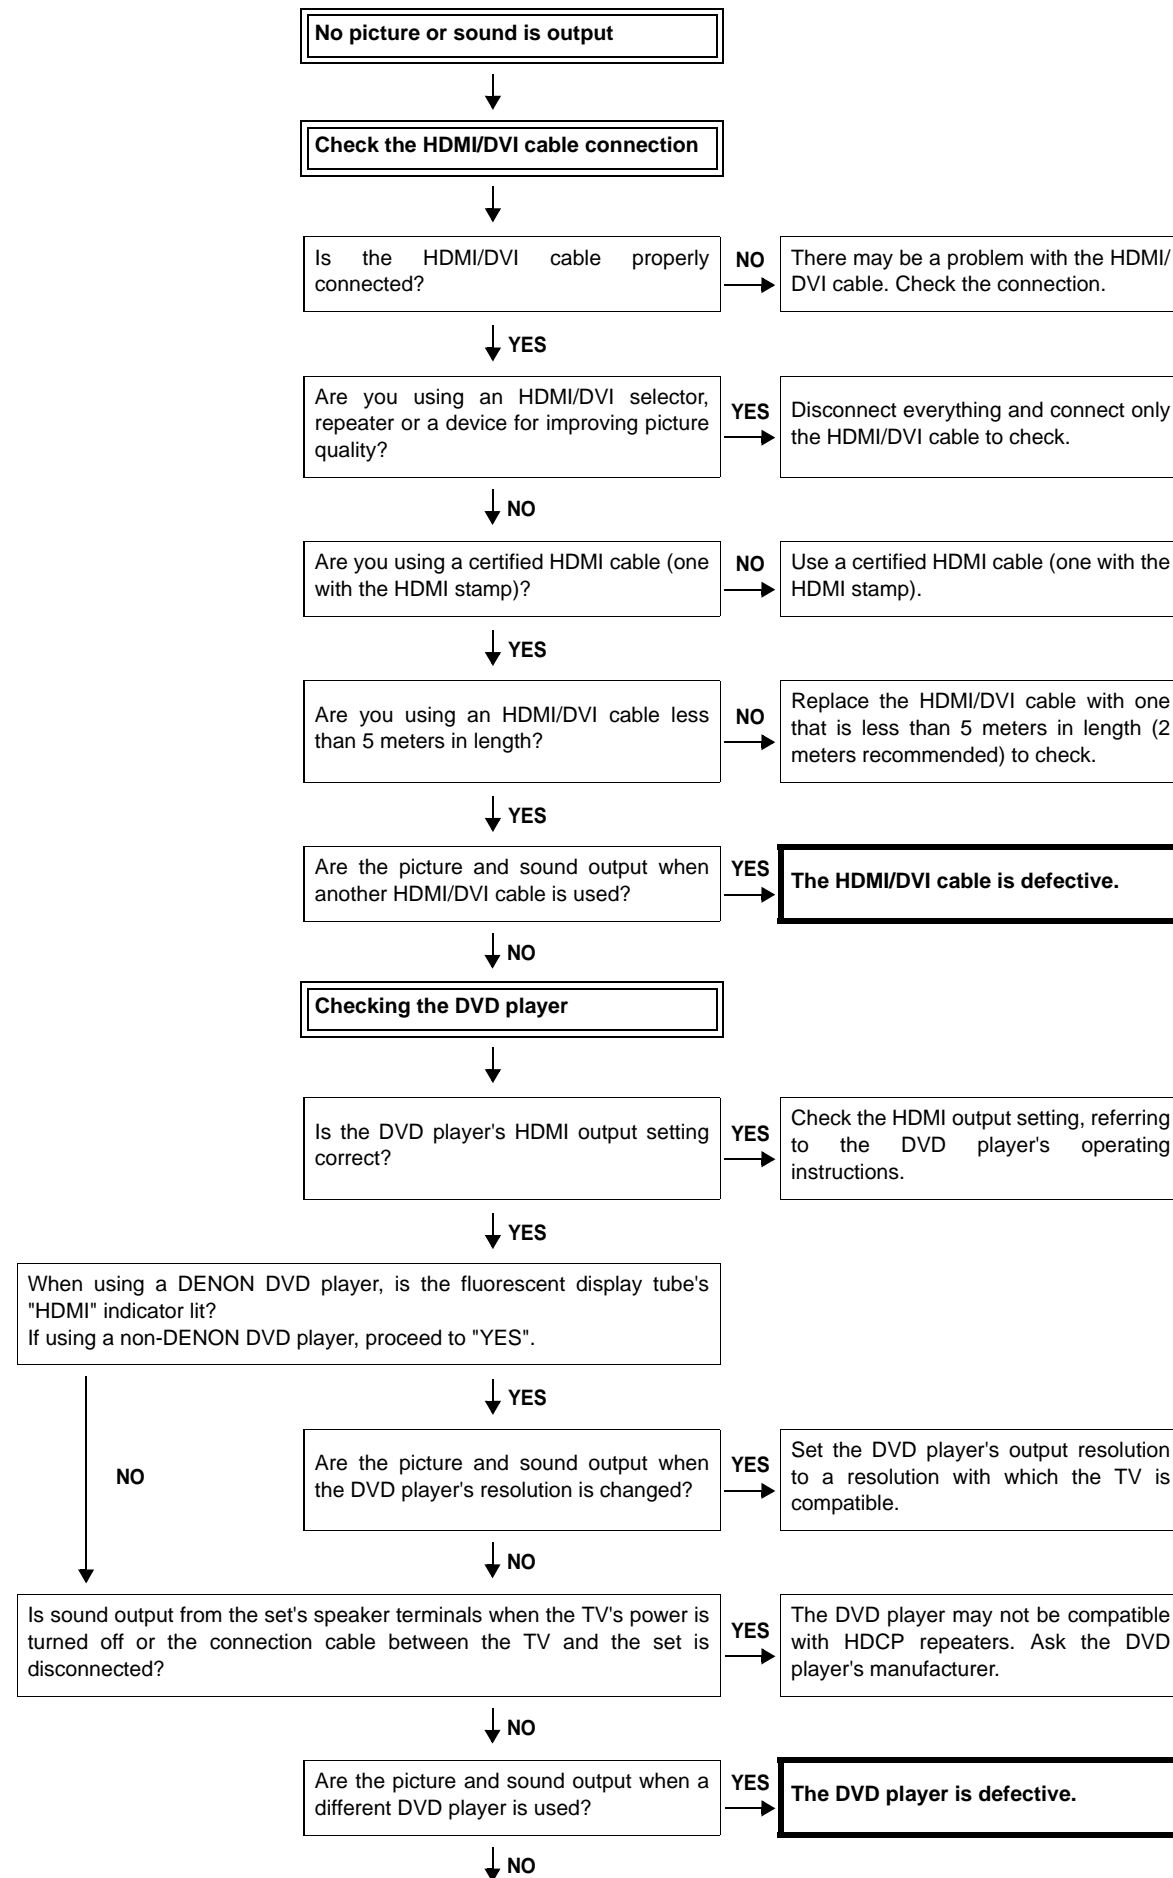 No picture or sound is output
Check the HDMI/DVI cable connection
Is the HDMI/DVI cable properly
connected?
NO
There may be a problem with the HDMI/
DVI cable. Check the connection.
YES
Are you using an HDMI/DVI selector,
repeater or a device for improving picture
quality?
YES
Disconnect everything and connect only
the HDMI/DVI cable to check.
NO
Are you using a certified HDMI cable (one
with the HDMI stamp)?
NO
Use a certified HDMI cable (one with the
HDMI stamp).
YES
Are you using an HDMI/DVI cable less
than 5 meters in length?
NO
Replace the HDMI/DVI cable with one
that is less than 5 meters in length (2
meters recommended) to check.
YES
Are the picture and sound output when
another HDMI/DVI cable is used?
YES
The HDMI/DVI cable is defective.
NO
Checking the DVD player
Is the DVD player's HDMI output setting
correct?
YES
Check the HDMI output setting, referring
to the DVD player's operating
instructions.
YES
When using a DENON DVD player, is the fluorescent display tube's
"HDMI" indicator lit?
If using a non-DENON DVD player, proceed to "YES".
YES
NO
Are the picture and sound output when
the DVD player's resolution is changed?
YES
Set the DVD player's output resolution
to a resolution with which the TV is
compatible.
NO
Is sound output from the set's speaker terminals when the TV's power is
turned off or the connection cable between the TV and the set is
disconnected?
YES
The DVD player may not be compatible
with HDCP repeaters. Ask the DVD
player's manufacturer.
NO
Are the picture and sound output when a
different DVD player is used?
YES
The DVD player is defective.
NO